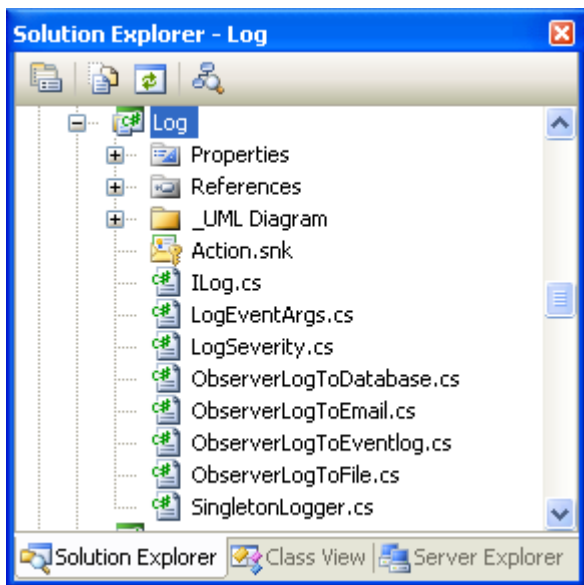 Solution Explorer - Log
Log
Properties
References
_UML Diagram
Action.snk
ILog.cs
LogEventArgs.cs
LogSeverity.cs
ObserverLogToDatabase.cs
ObserverLogToEmail.cs
ObserverLogToEventlog.cs
ObserverLogToFile.cs
SingletonLogger.cs
Solution Explorer Class View Server Explorer